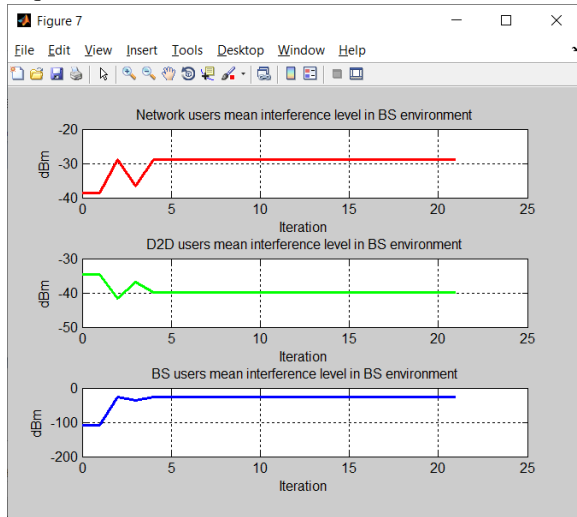 Figure 7
File Edit View Insert Tools Desktop Window Help
Network users mean interference level in BS environment
-20
-30
-40
dBm
0 5 10 15 20 25
Iteration
D2D users mean interference level in BS environment
-30
-40
-50
dBm
0 5 10 15 20 25
Iteration
BS users mean interference level in BS environment
0
-100
-200
dBm
0 5 10 15 20 25
Iteration